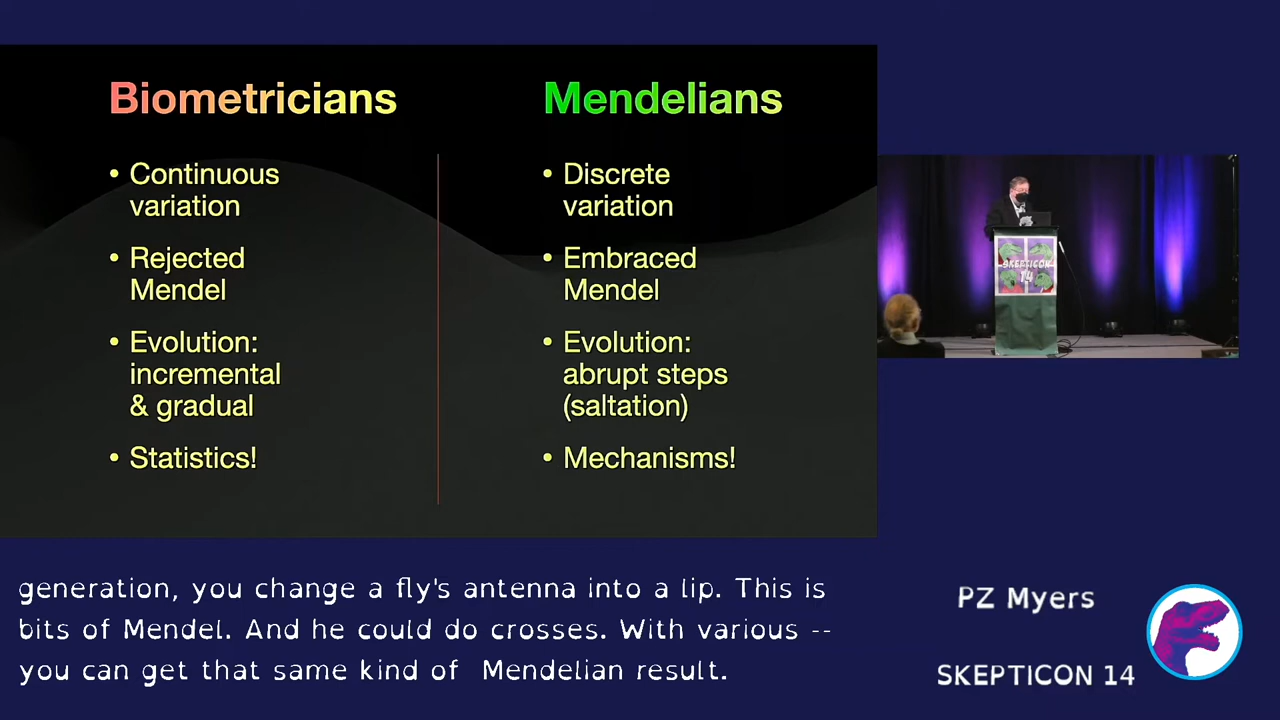 Biometricians
• Continuous
variation
• Rejected
Mendel
• Evolution:
incremental
& gradual
• Statistics!
Mendelians
• Discrete
variation
• Embraced
Mendel
• Evolution:
abrupt steps
(saltation)
• Mechanisms!
SKEPTICON
14
generation, you change a fly's antenna into a lip. This is
bits of Mendel. And he could do crosses. With various --
you can get that same kind of Mendelian result.
PZ Myers
SKEPTICON 14